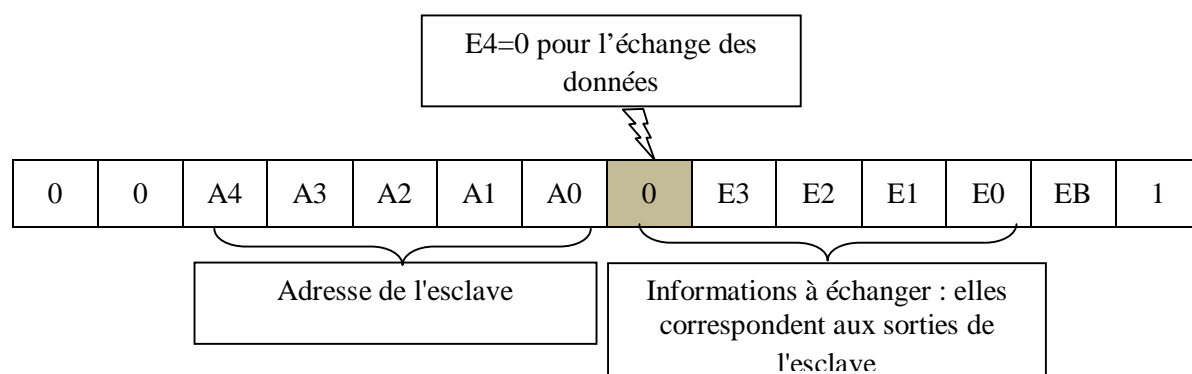 E4=0 pour l’échange des
données
0 0 A4 A3 A2 A1 A0 0 E3 E2 E1 E0 EB 1
Adresse de l'esclave
Informations à échanger : elles
correspondent aux sorties de
l'esclave